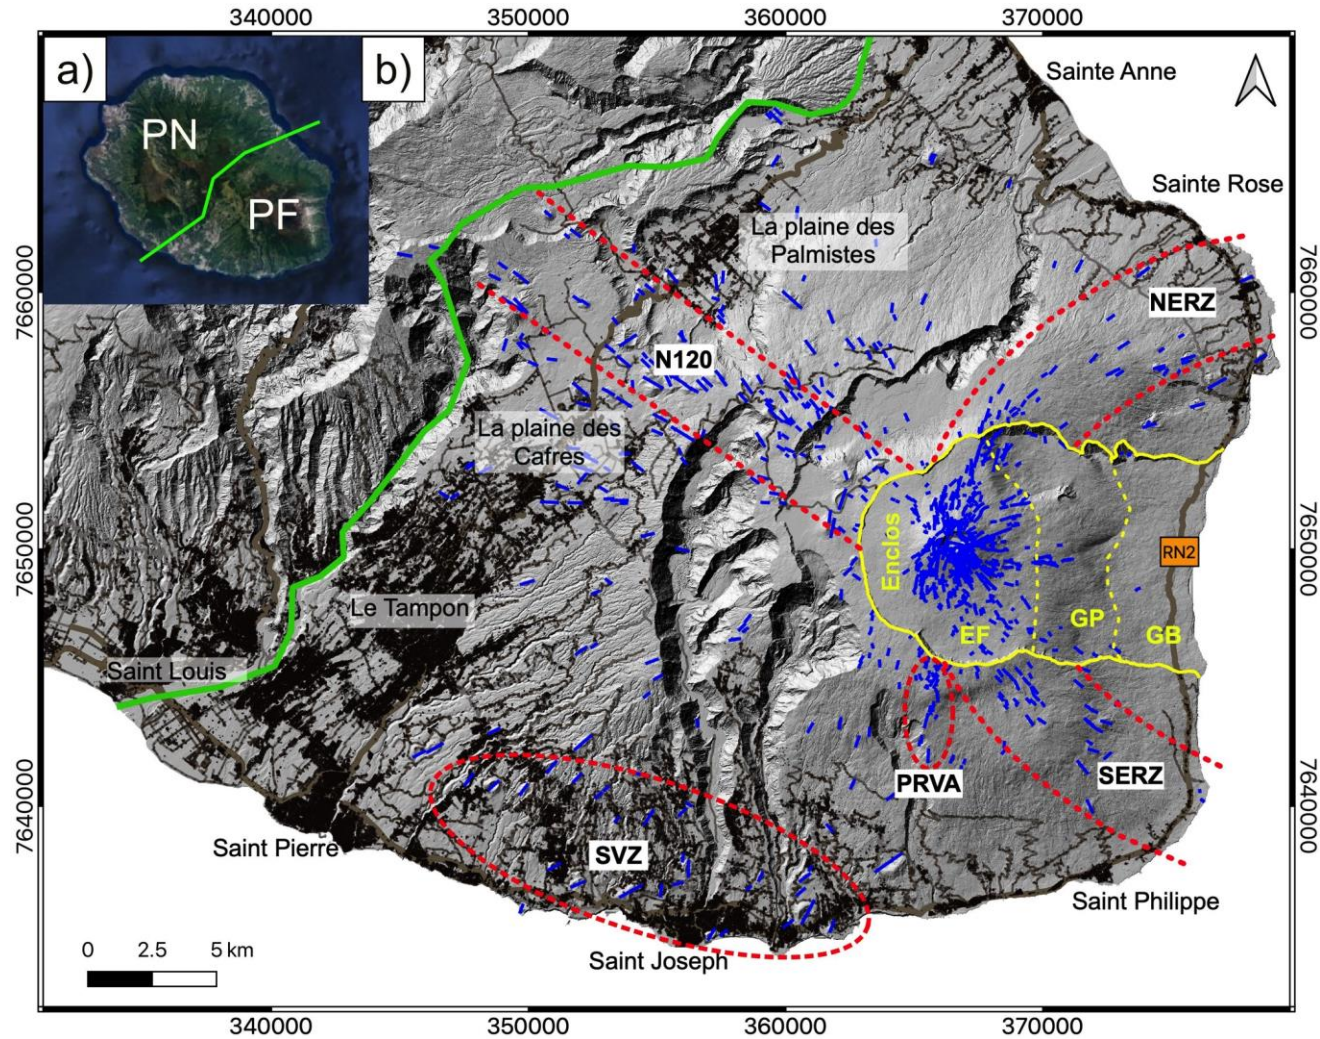 340000
350000
360000
370000
a)
b)
PN
PF
Sainte Anne
Sainte Rose
La plaine des
Palmistes
7660000
7660000
NERZ
N120
La plaine des
Cafres
Enclos
7650000
7650000
RN2
Le Tampon
EF
GP
GB
Saint Louis
PRVA
SERZ
7640000
7640000
Saint Pierre
SVZ
Saint Philippe
0
2.5
5 km
Saint Joseph
340000
350000
360000
370000